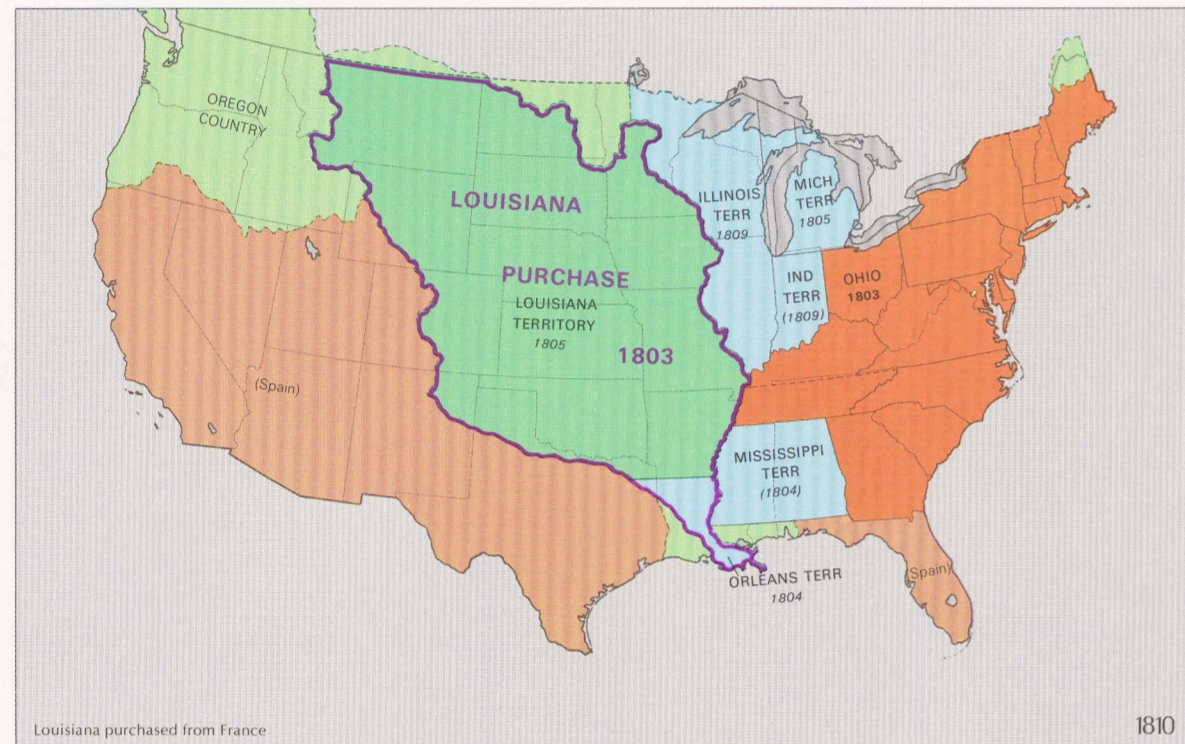 OREGON
COUNTRY
LOUISIANA
PURCHASE
LOUISIANA
TERRITORY
1805
1803
ILLINOIS
TERR
1809
MICH
TERR
1805
IND
TERR
(1809)
OHIO
1803
(Spain)
MISSISSIPPI
TERR
(1804)
ORLEANS TERR
1804
(Spain)
Louisiana purchased from France
1810